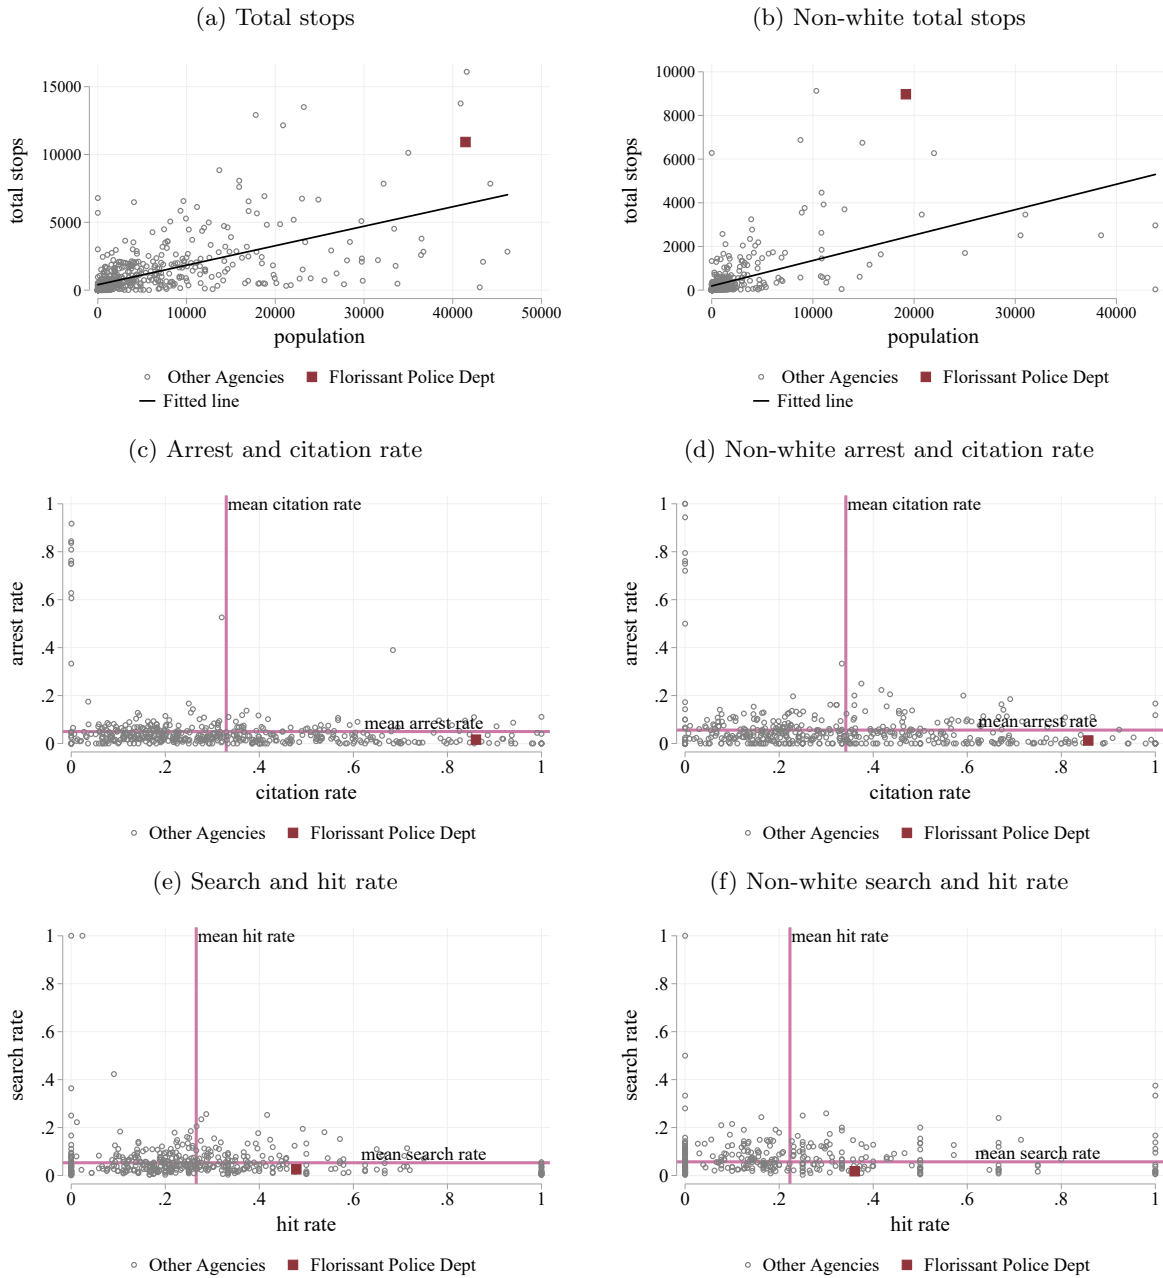 (a) Total stops
(b) Non-white total stops
total stops
15000
10000
5000
0
0 10000 20000 30000 40000 50000
population
Other Agencies Florissant Police Dept
Fitted line
total stops
10000
8000
6000
4000
2000
0
0 10000 20000 30000 40000
population
Other Agencies Florissant Police Dept
Fitted line
(c) Arrest and citation rate
(d) Non-white arrest and citation rate
arrest rate
1
.8
.6
.4
.2
0
mean citation rate
mean arrest rate
0 .2 .4 .6 .8 1
citation rate
Other Agencies Florissant Police Dept
arrest rate
1
.8
.6
.4
.2
0
mean citation rate
mean arrest rate
0 .2 .4 .6 .8 1
citation rate
Other Agencies Florissant Police Dept
(e) Search and hit rate
(f) Non-white search and hit rate
search rate
1
.8
.6
.4
.2
0
mean hit rate
mean search rate
0 .2 .4 .6 .8 1
hit rate
Other Agencies Florissant Police Dept
search rate
1
.8
.6
.4
.2
0
mean hit rate
mean search rate
0 .2 .4 .6 .8 1
hit rate
Other Agencies Florissant Police Dept